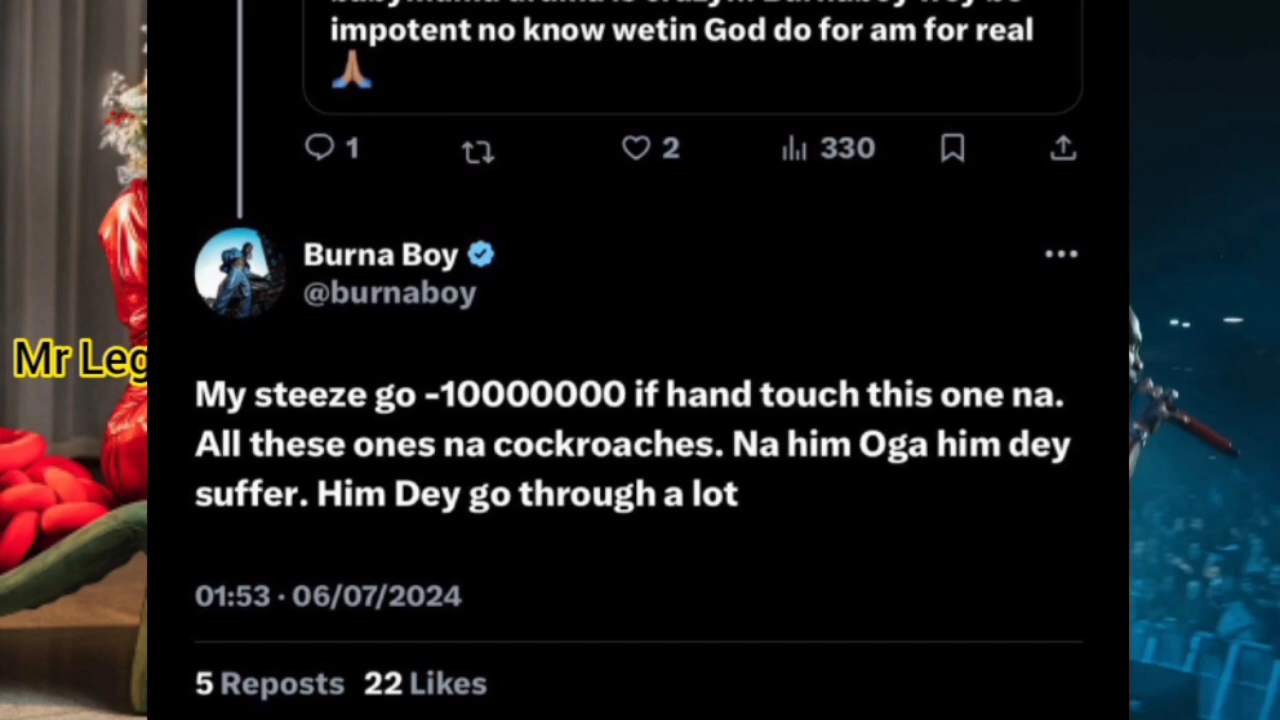 impotent no know wetin God do for am for real
🙏🏽
1 2 330
Burna Boy
@burnaboy
Mr Leg
My steeze go -10000000 if hand touch this one na.
All these ones na cockroaches. Na him Oga him dey
suffer. Him Dey go through a lot
01:53 · 06/07/2024
5 Reposts 22 Likes